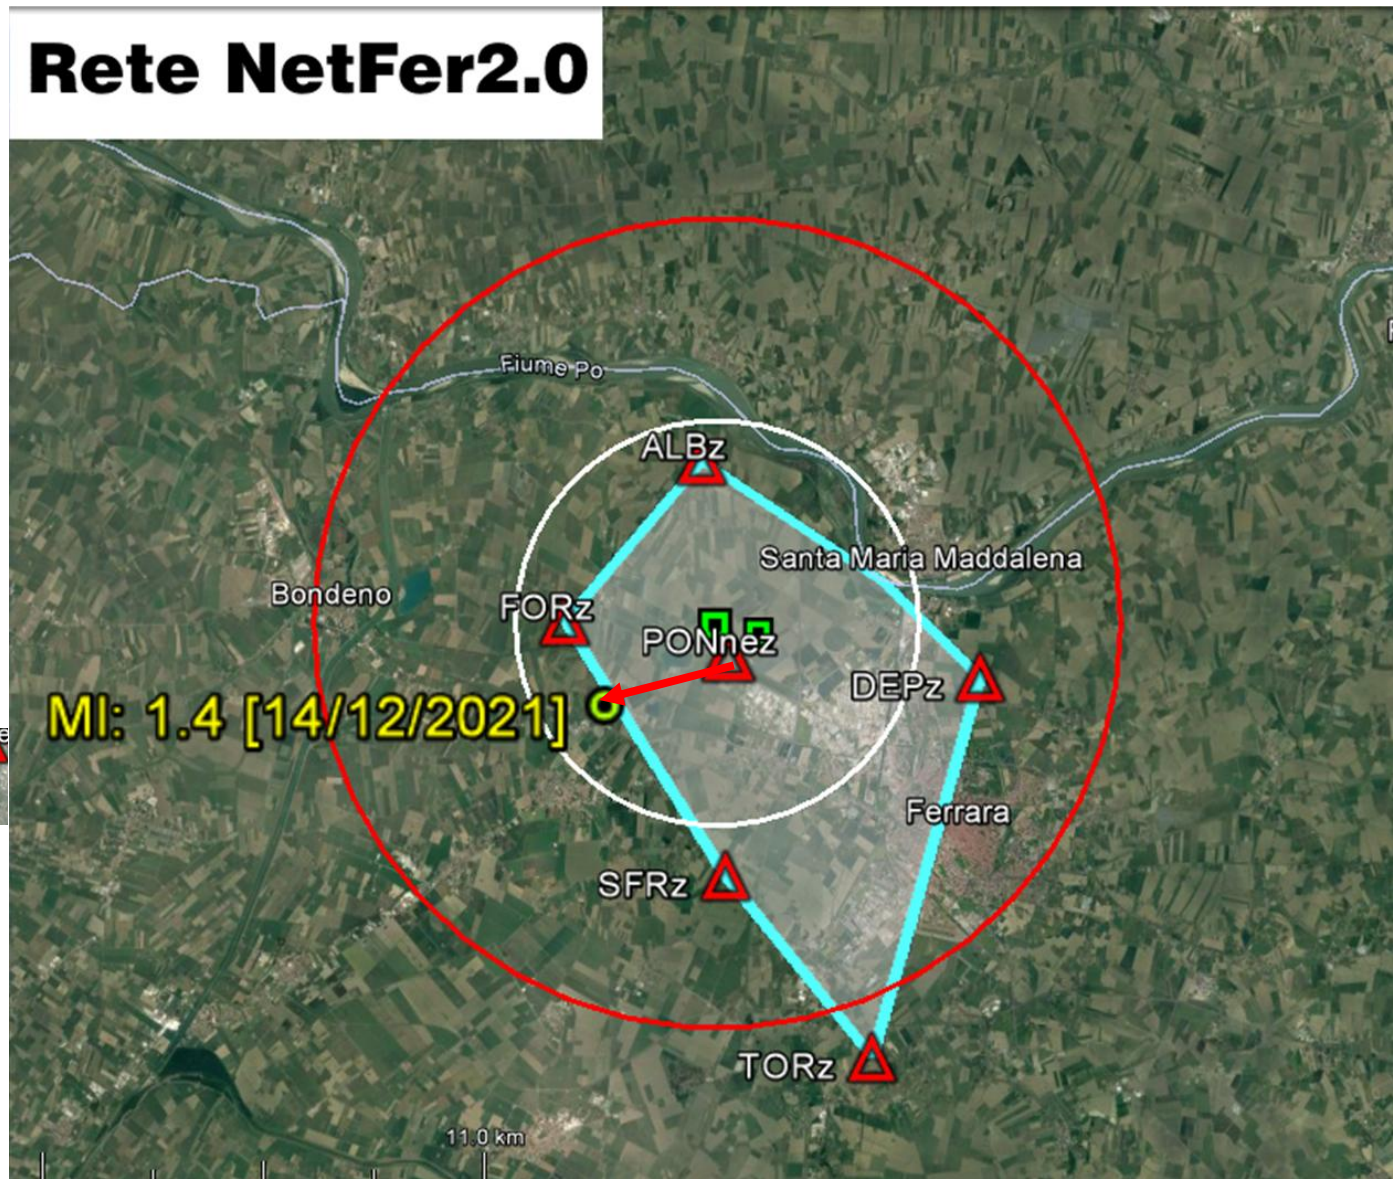 Rete NetFer2.0
Fiume Po
ALBz
Santa Maria Maddalena
Bondeno
FORz
PONnez
DEPz
Ml: 1.4 [14/12/2021]
Ferrara
SFRz
TORz
11.0 km